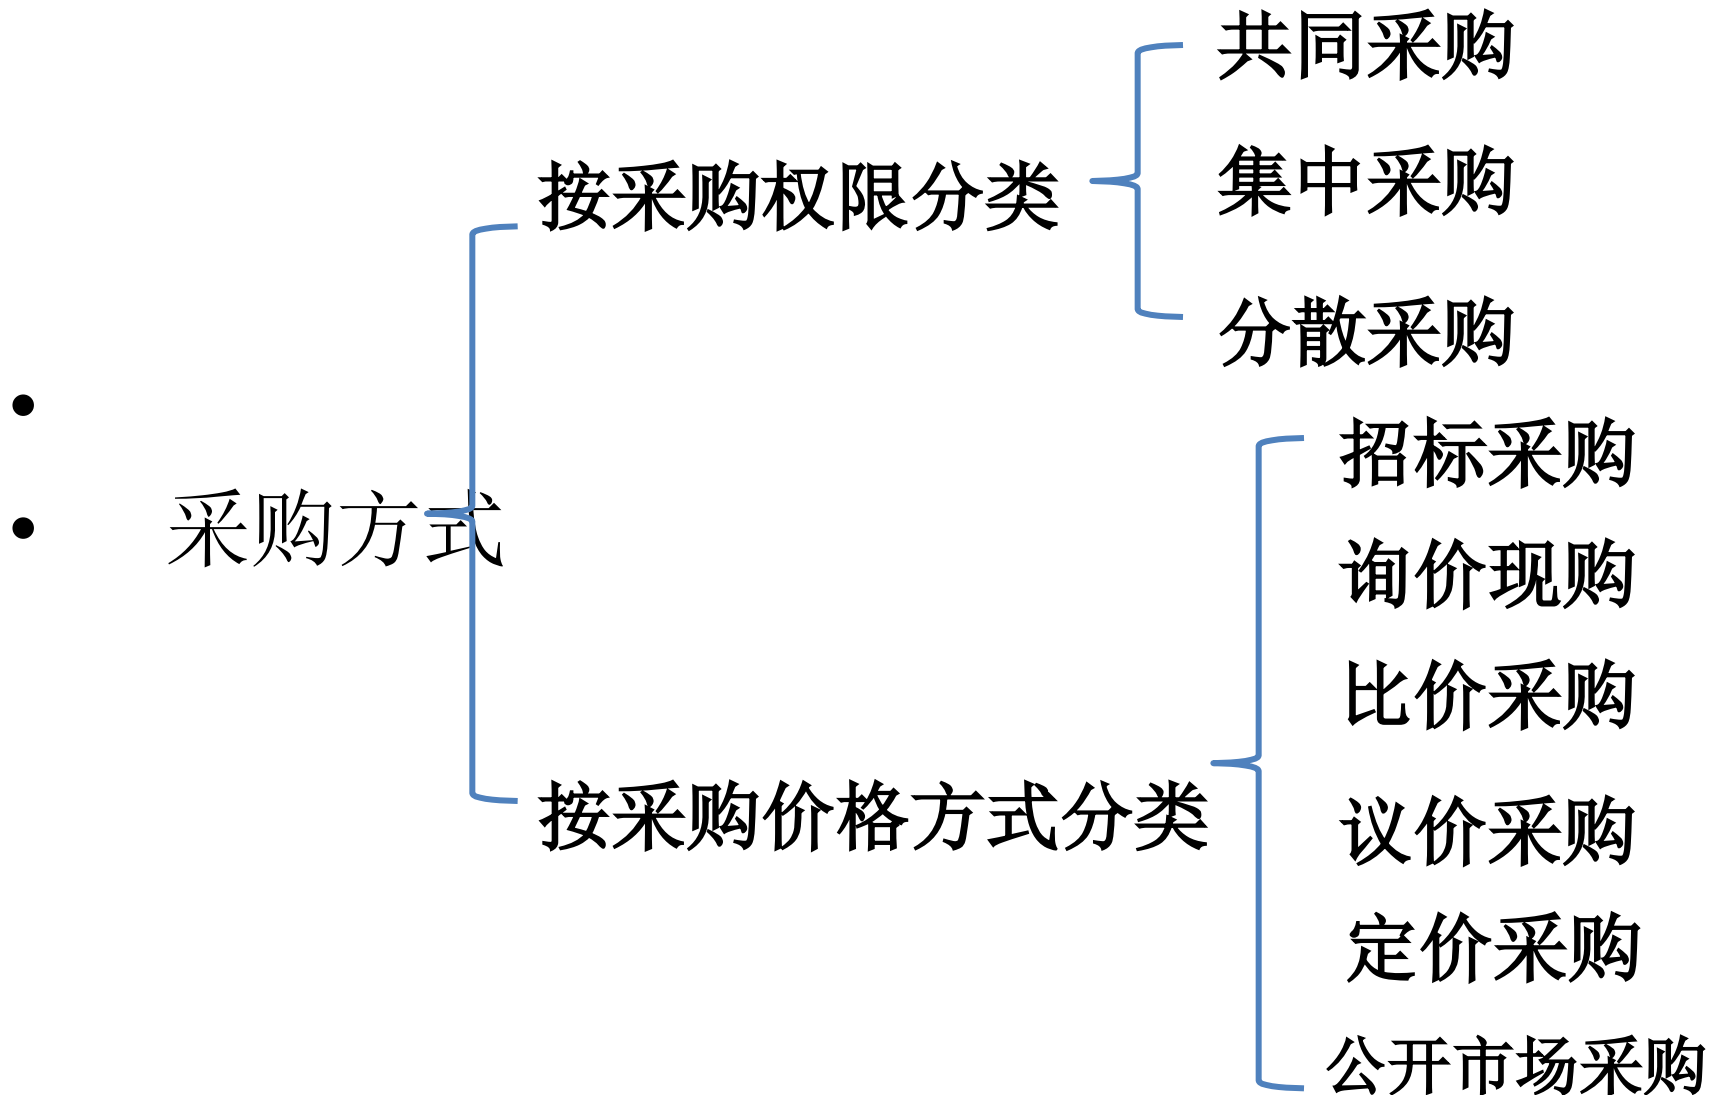 共同采购
集中采购
按采购权限分类
分散采购
•
招标采购
• 采购方式
询价现购
比价采购
按采购价格方式分类
议价采购
定价采购
公开市场采购